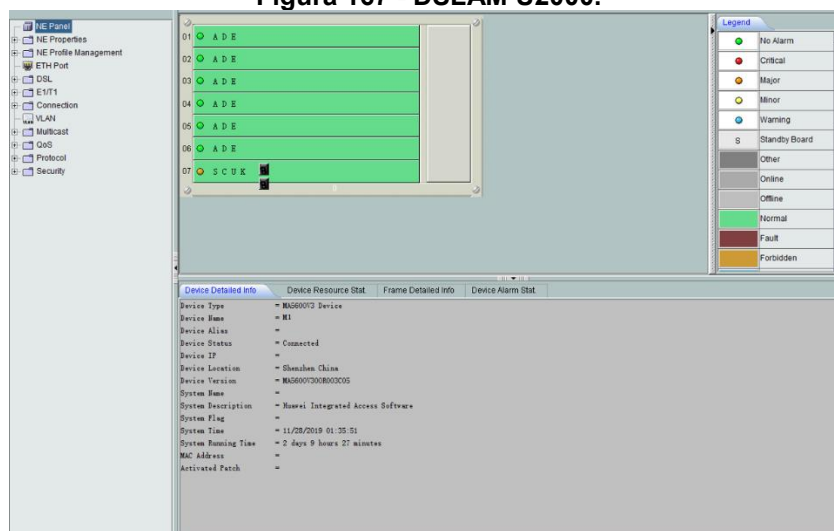 Figura 167 - DSLAM U2000.
NE Panel
NE Properties
NE Profile Management
ETH Port
DSL
E1/T1
Connection
VLAN
Multicast
QoS
Protocol
Security
01 A D E
02 A D E
03 A D E
04 A D E
05 A D E
06 A D E
07 S C U K
Legend
No Alarm
Critical
Major
Minor
Warning
S Standby Board
Other
Online
Offline
Normal
Fault
Forbidden
Device Detailed Info Device Resource Stat. Frame Detailed Info Device Alarm Stat.
Device Type = MA5600V3 Device
Device Name = M1
Device Alias =
Device Status = Connected
Device IP =
Device Location = Shenzhen China
Device Version = MA5600V300R003C05
System Name =
System Description = Huawei Integrated Access Software
System Flag =
System Time = 11/28/2019 01:35:51
System Running Time = 2 days 9 hours 27 minutes
MAC Address =
Activated Patch =